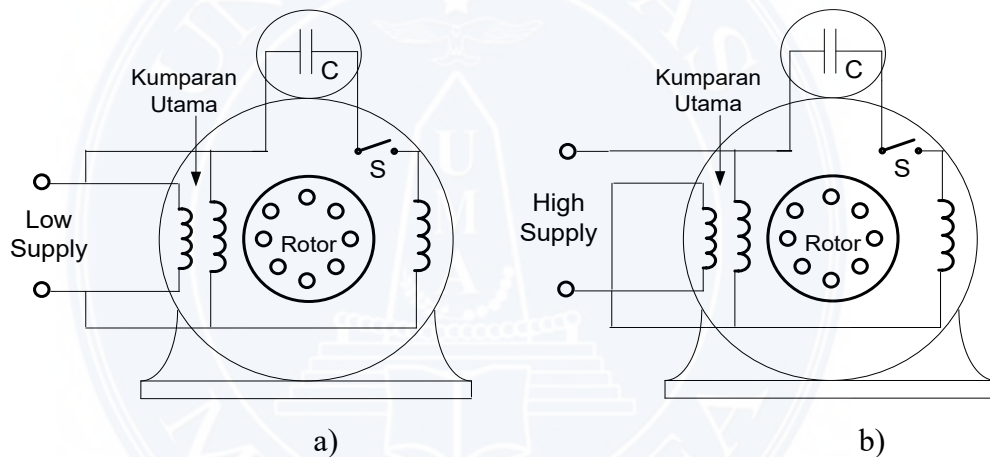 C
Kumparan
Utama
S
Low
Supply
Rotor
a)
C
Kumparan
Utama
S
High
Supply
Rotor
b)
U
M
A